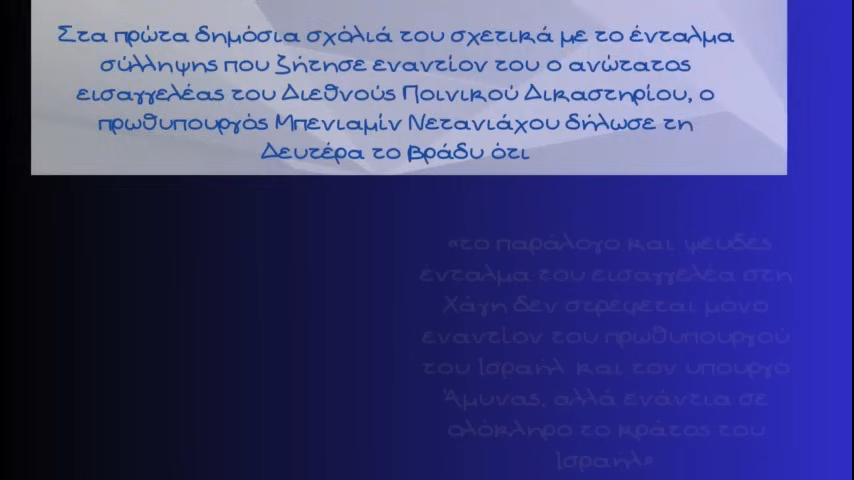 Στα πρώτα δημόσια σχόλιά του σχετικά με το ένταλμα
σύλληψης που ζήτησε εναντίον του ο ανώτατος
εισαγγελέας του Διεθνούς Ποινικού Δικαστηρίου, ο
πρωθυπουργός Μπενιαμίν Νετανιάχου δήλωσε τη
Δευτέρα το βράδυ ότι
«το παράλογο και ψευδές
ένταλμα του εισαγγελέα στη
Χάγη δεν στρέφεται μόνο
εναντίον του πρωθυπουργού
του Ισραήλ και τον υπουργό
Άμυνας, αλλά ενάντια σε
ολόκληρο το κράτος του
Ισραήλ»